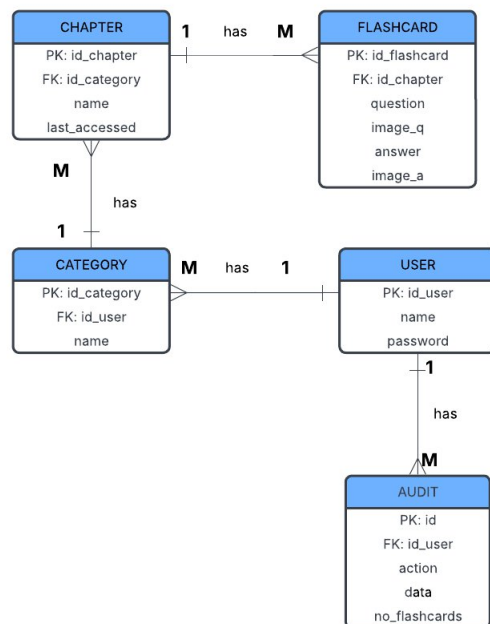 CHAPTER
PK: id_chapter
FK: id_category
name
last_accessed
1 has M
FLASHCARD
PK: id_flashcard
FK: id_chapter
question
image_q
answer
image_a
M
has
1
CATEGORY
PK: id_category
FK: id_user
name
M has 1
USER
PK: id_user
name
password
1
has
M
AUDIT
PK: id
FK: id_user
action
data
no_flashcards